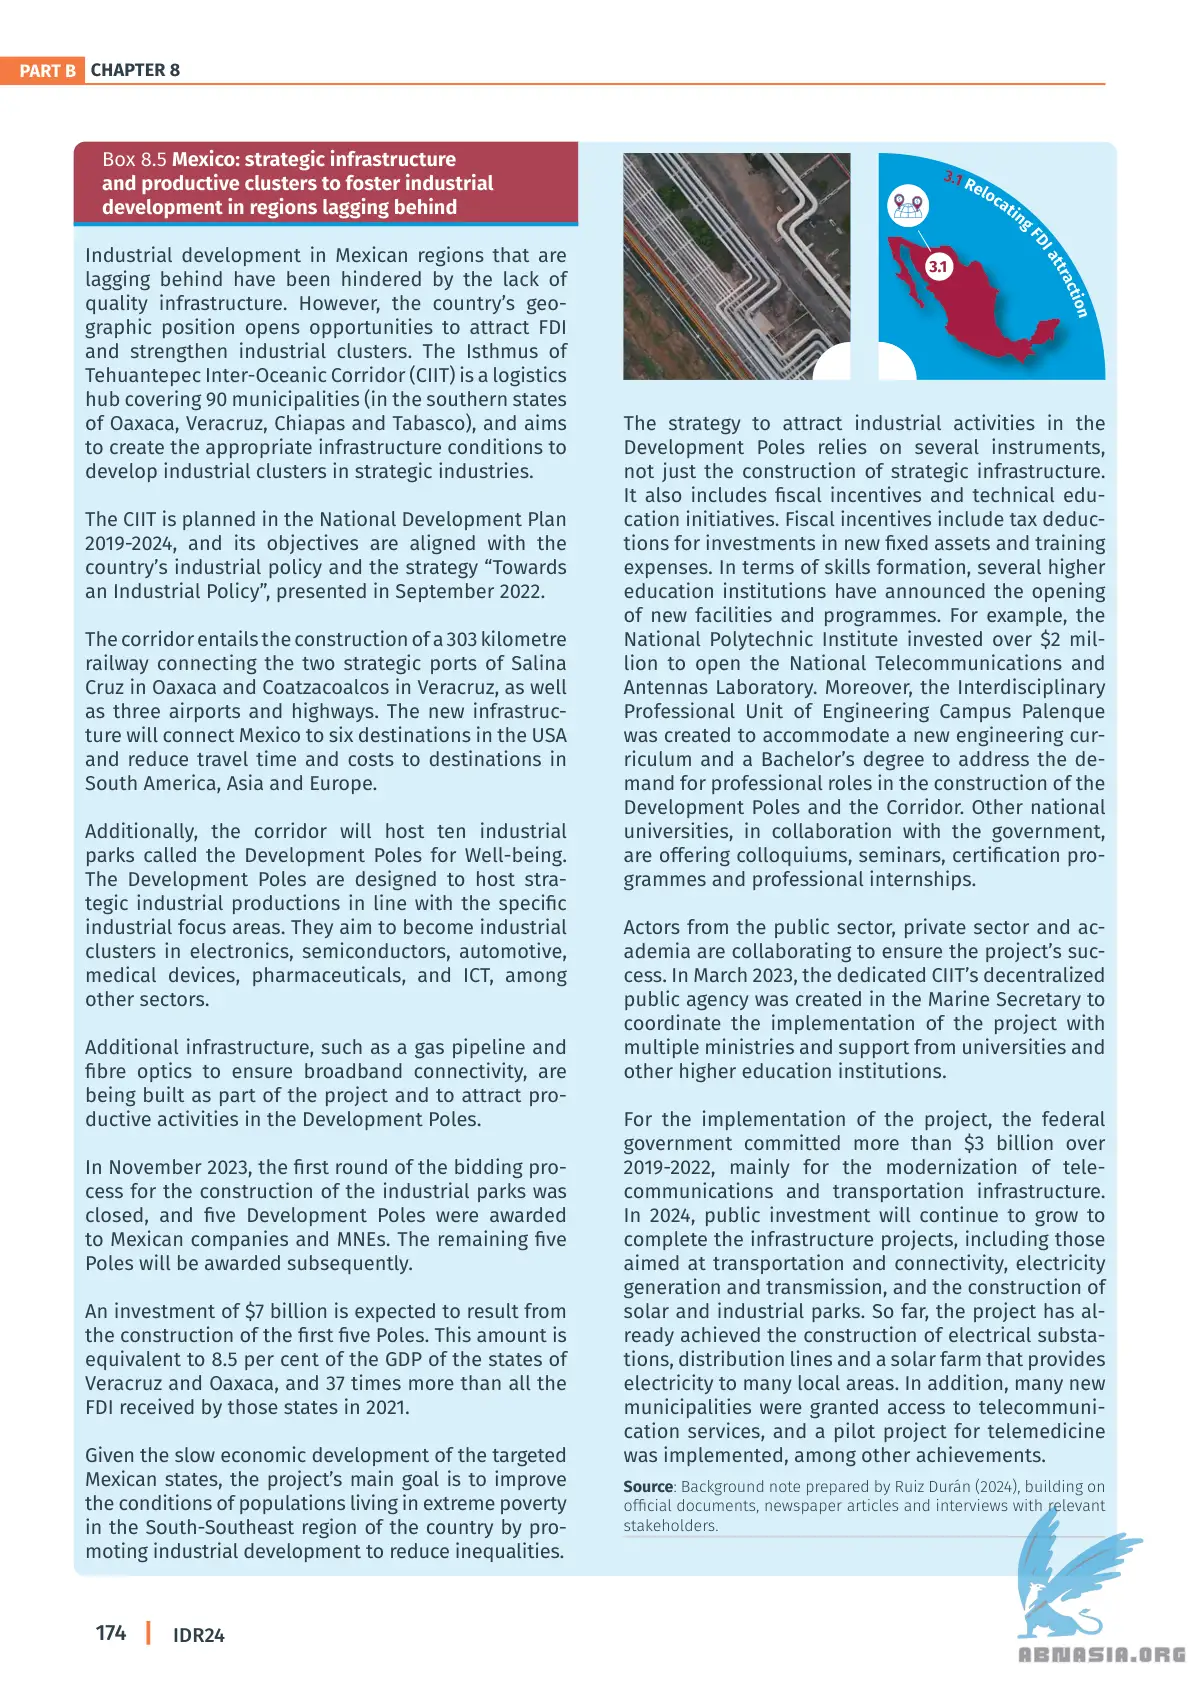 PART B CHAPTER 8
Box 8.5 Mexico: strategic infrastructure
and productive clusters to foster industrial
development in regions lagging behind
Industrial development in Mexican regions that are
lagging behind have been hindered by the lack of
quality infrastructure. However, the country's geo-
graphic position opens opportunities to attract FDI
and strengthen industrial clusters. The Isthmus of
Tehuantepec Inter-Oceanic Corridor (CIIT) is a logistics
hub covering 90 municipalities (in the southern states
of Oaxaca, Veracruz, Chiapas and Tabasco), and aims
to create the appropriate infrastructure conditions to
develop industrial clusters in strategic industries.
The CIIT is planned in the National Development Plan
2019-2024, and its objectives are aligned with the
country's industrial policy and the strategy “Towards
an Industrial Policy”, presented in September 2022.
The corridor entails the construction of a 303 kilometre
railway connecting the two strategic ports of Salina
Cruz in Oaxaca and Coatzacoalcos in Veracruz, as well
as three airports and highways. The new infrastruc-
ture will connect Mexico to six destinations in the USA
and reduce travel time and costs to destinations in
South America, Asia and Europe.
Additionally, the corridor will host ten industrial
parks called the Development Poles for Well-being.
The Development Poles are designed to host stra-
tegic industrial productions in line with the specific
industrial focus areas. They aim to become industrial
clusters in electronics, semiconductors, automotive,
medical devices, pharmaceuticals, and ICT, among
other sectors.
Additional infrastructure, such as a gas pipeline and
fibre optics to ensure broadband connectivity, are
being built as part of the project and to attract pro-
ductive activities in the Development Poles.
In November 2023, the first round of the bidding pro-
cess for the construction of the industrial parks was
closed, and five Development Poles were awarded
to Mexican companies and MNEs. The remaining five
Poles will be awarded subsequently.
An investment of $7 billion is expected to result from
the construction of the first five Poles. This amount is
equivalent to 8.5 per cent of the GDP of the states of
Veracruz and Oaxaca, and 37 times more than all the
FDI received by those states in 2021.
Given the slow economic development of the targeted
Mexican states, the project's main goal is to improve
the conditions of populations living in extreme poverty
in the South-Southeast region of the country by pro-
moting industrial development to reduce inequalities.
3.1 Relocating FDI attraction
3.1
The strategy to attract industrial activities in the
Development Poles relies on several instruments,
not just the construction of strategic infrastructure.
It also includes fiscal incentives and technical edu-
cation initiatives. Fiscal incentives include tax deduc-
tions for investments in new fixed assets and training
expenses. In terms of skills formation, several higher
education institutions have announced the opening
of new facilities and programmes. For example, the
National Polytechnic Institute invested over $2 mil-
lion to open the National Telecommunications and
Antennas Laboratory. Moreover, the Interdisciplinary
Professional Unit of Engineering Campus Palenque
was created to accommodate a new engineering cur-
riculum and a Bachelor's degree to address the de-
mand for professional roles in the construction of the
Development Poles and the Corridor. Other national
universities, in collaboration with the government,
are offering colloquiums, seminars, certification pro-
grammes and professional internships.
Actors from the public sector, private sector and ac-
ademia are collaborating to ensure the project's suc-
cess. In March 2023, the dedicated CIIT's decentralized
public agency was created in the Marine Secretary to
coordinate the implementation of the project with
multiple ministries and support from universities and
other higher education institutions.
For the implementation of the project, the federal
government committed more than $3 billion over
2019-2022, mainly for the modernization of tele-
communications and transportation infrastructure.
In 2024, public investment will continue to grow to
complete the infrastructure projects, including those
aimed at transportation and connectivity, electricity
generation and transmission, and the construction of
solar and industrial parks. So far, the project has al-
ready achieved the construction of electrical substa-
tions, distribution lines and a solar farm that provides
electricity to many local areas. In addition, many new
municipalities were granted access to telecommuni-
cation services, and a pilot project for telemedicine
was implemented, among other achievements.
Source: Background note prepared by Ruiz Durán (2024), building on
official documents, newspaper articles and interviews with relevant
stakeholders.
174 IDR24
ABNASIA.ORG